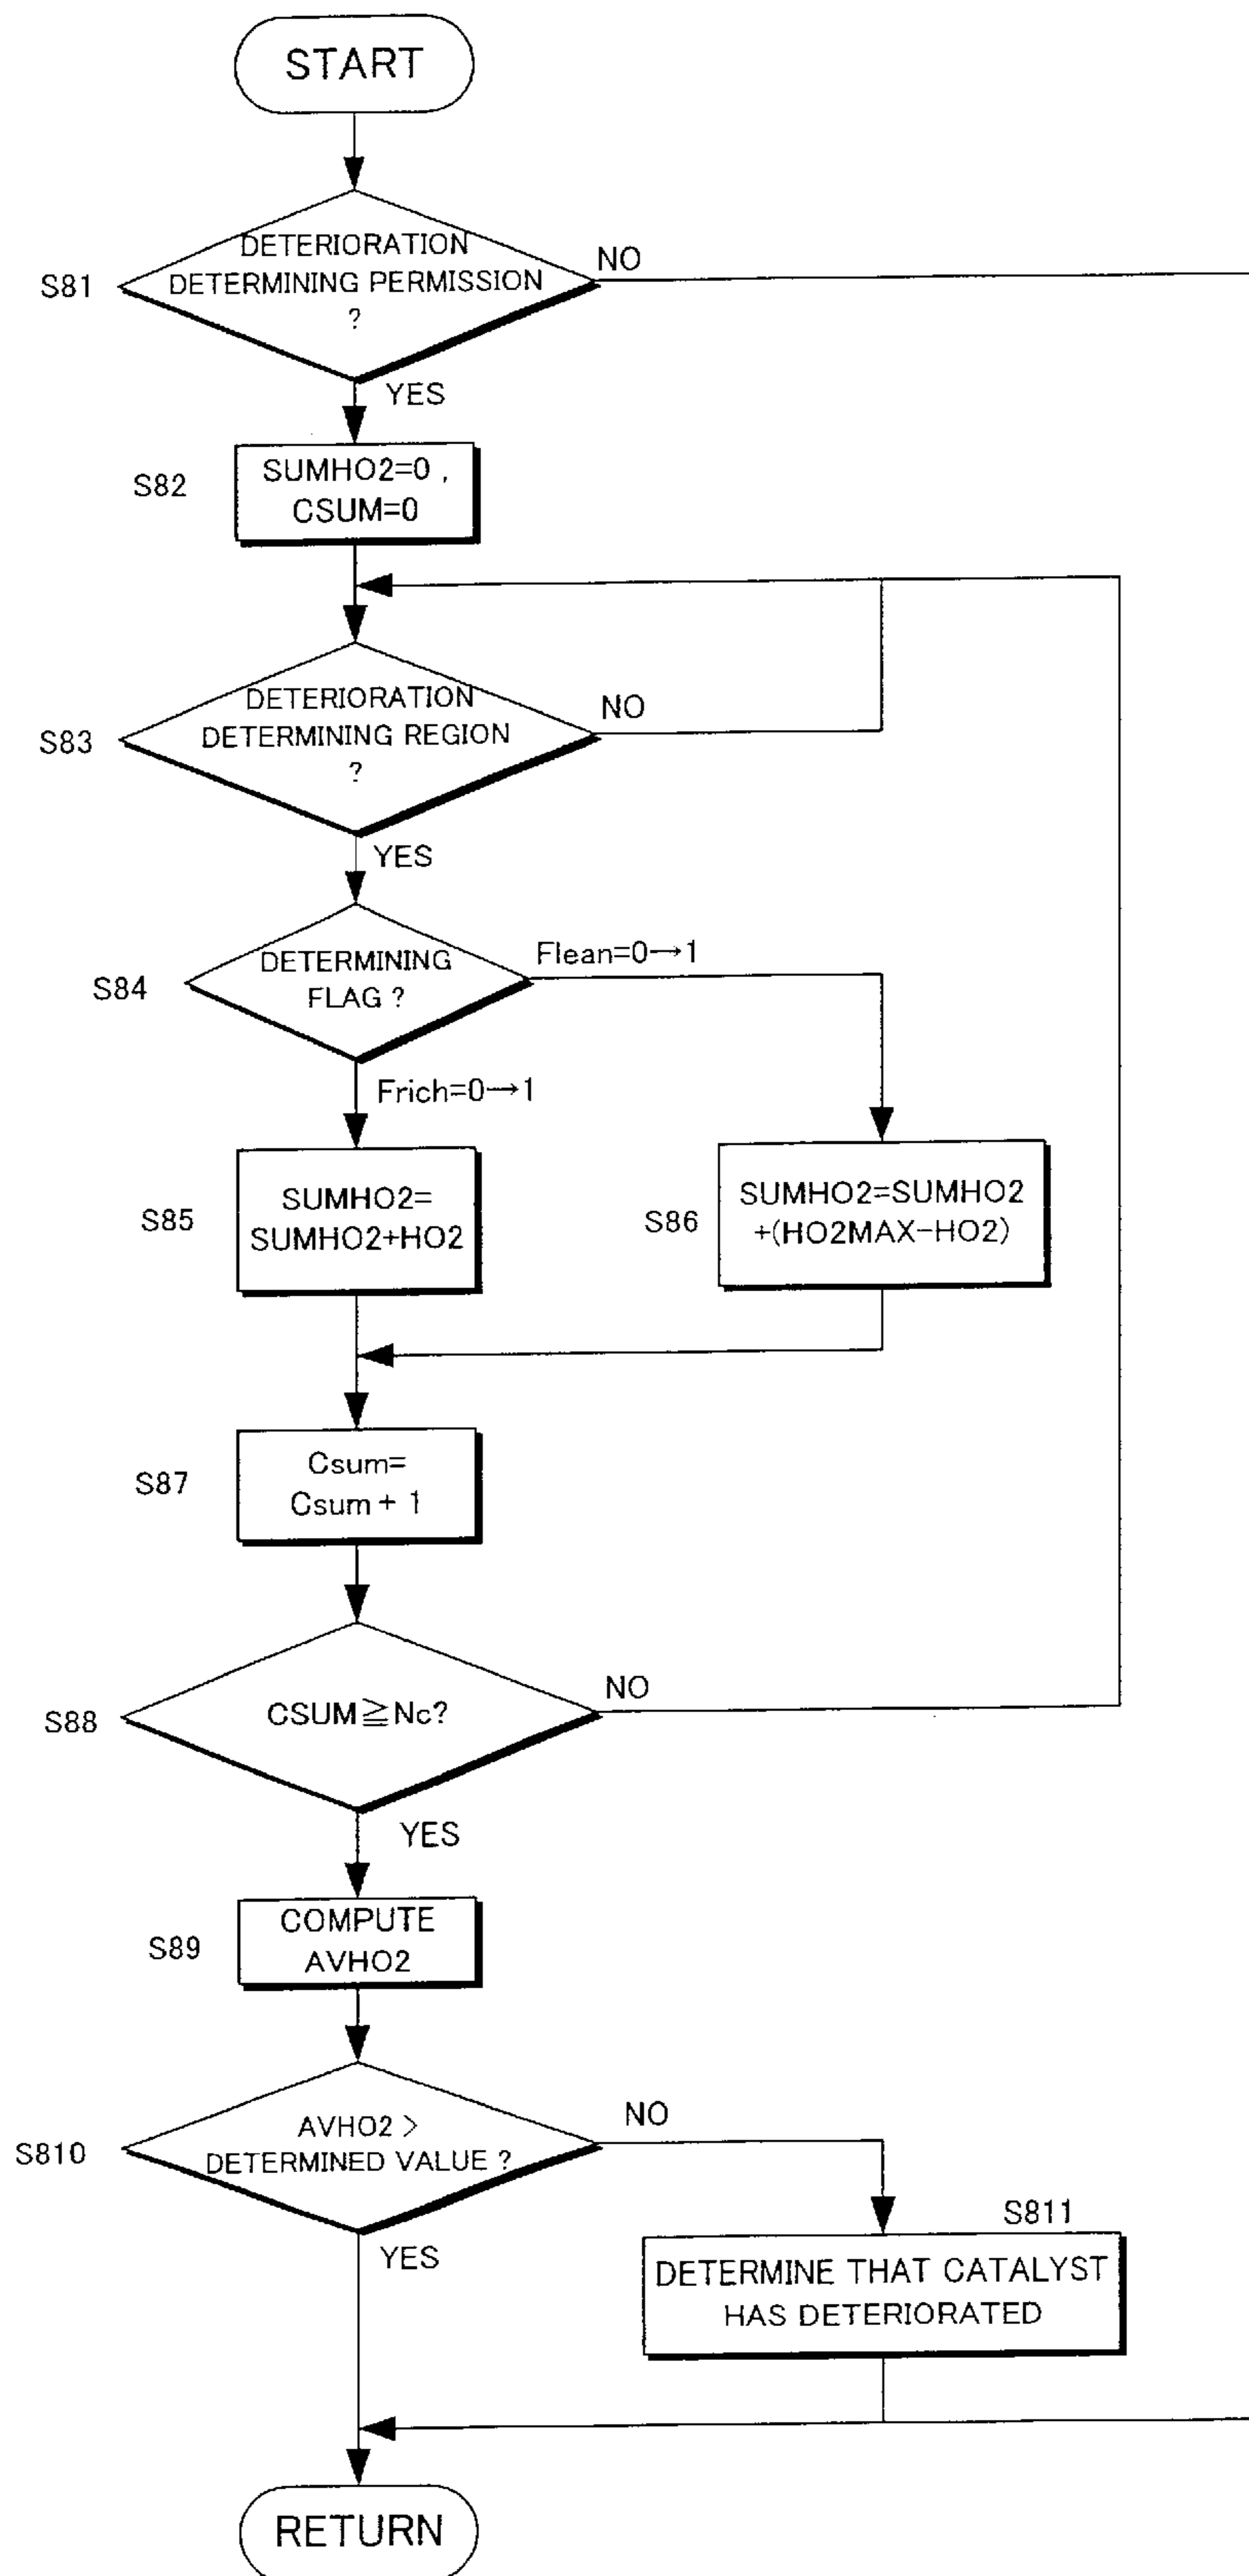 START
DETERIORATION
DETERMINING PERMISSION
?
S81
NO
YES
S82
SUMHO2=0 ,
CSUM=0
DETERIORATION
DETERMINING REGION
?
S83
NO
YES
S84
DETERMINING
FLAG ?
Flean=0→1
Frich=0→1
S85
SUMHO2=
SUMHO2+HO2
S86
SUMHO2=SUMHO2
+(HO2MAX-HO2)
S87
Csum=
Csum + 1
S88
CSUM≧Nc?
NO
YES
S89
COMPUTE
AVHO2
S810
AVHO2 >
DETERMINED VALUE ?
NO
YES
S811
DETERMINE THAT CATALYST
HAS DETERIORATED
RETURN